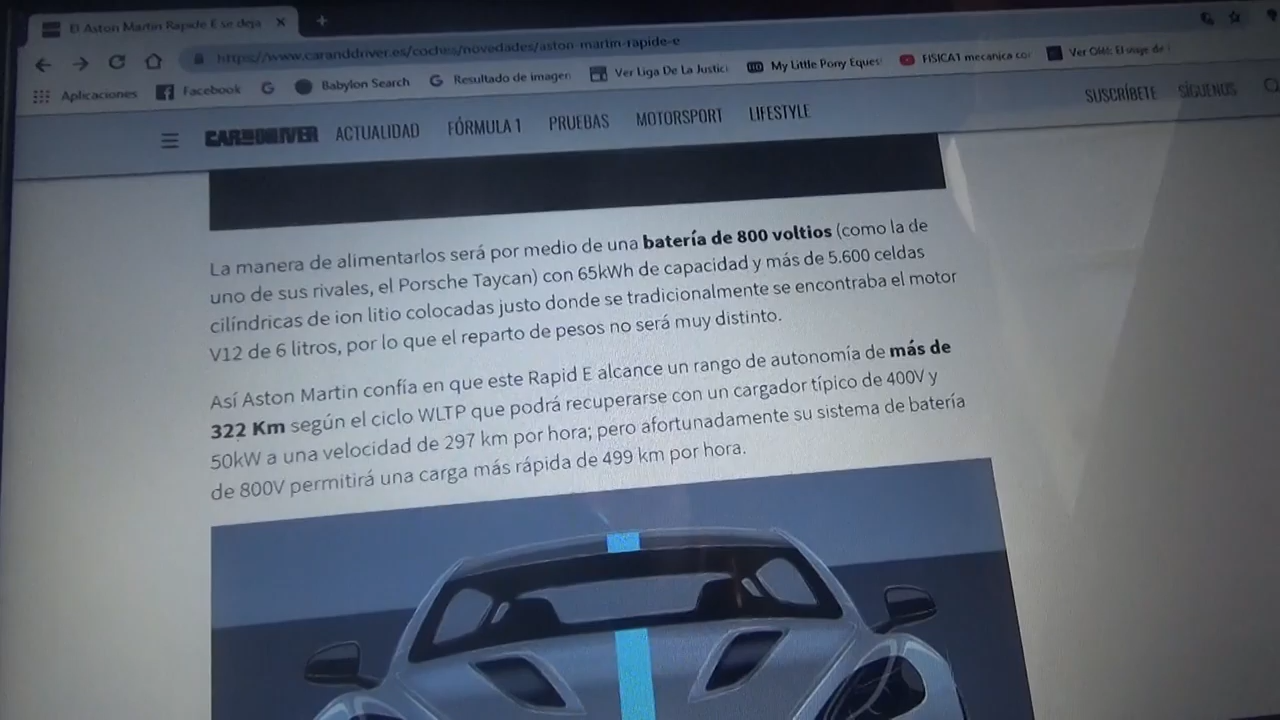 El Aston Martin Rapide E se deja
https://www.caranddriver.es/coches/novedades/aston-martin-rapide-e
Aplicaciones Facebook Babylon Search Resultado de imagen Ver Liga De La Justici My Little Pony Eques FISICA1 mecanica co Ver Olé: El viaje de
CAR AND DRIVER ACTUALIDAD FÓRMULA 1 PRUEBAS MOTORSPORT LIFESTYLE SUSCRÍBETE SÍGUENOS
La manera de alimentarlos será por medio de una batería de 800 voltios (como la de
uno de sus rivales, el Porsche Taycan) con 65kWh de capacidad y más de 5.600 celdas
cilíndricas de ion litio colocadas justo donde se tradicionalmente se encontraba el motor
V12 de 6 litros, por lo que el reparto de pesos no será muy distinto.
Así Aston Martin confía en que este Rapid E alcance un rango de autonomía de más de
322 Km según el ciclo WLTP que podrá recuperarse con un cargador típico de 400V y
50kW a una velocidad de 297 km por hora; pero afortunadamente su sistema de batería
de 800V permitirá una carga más rápida de 499 km por hora.